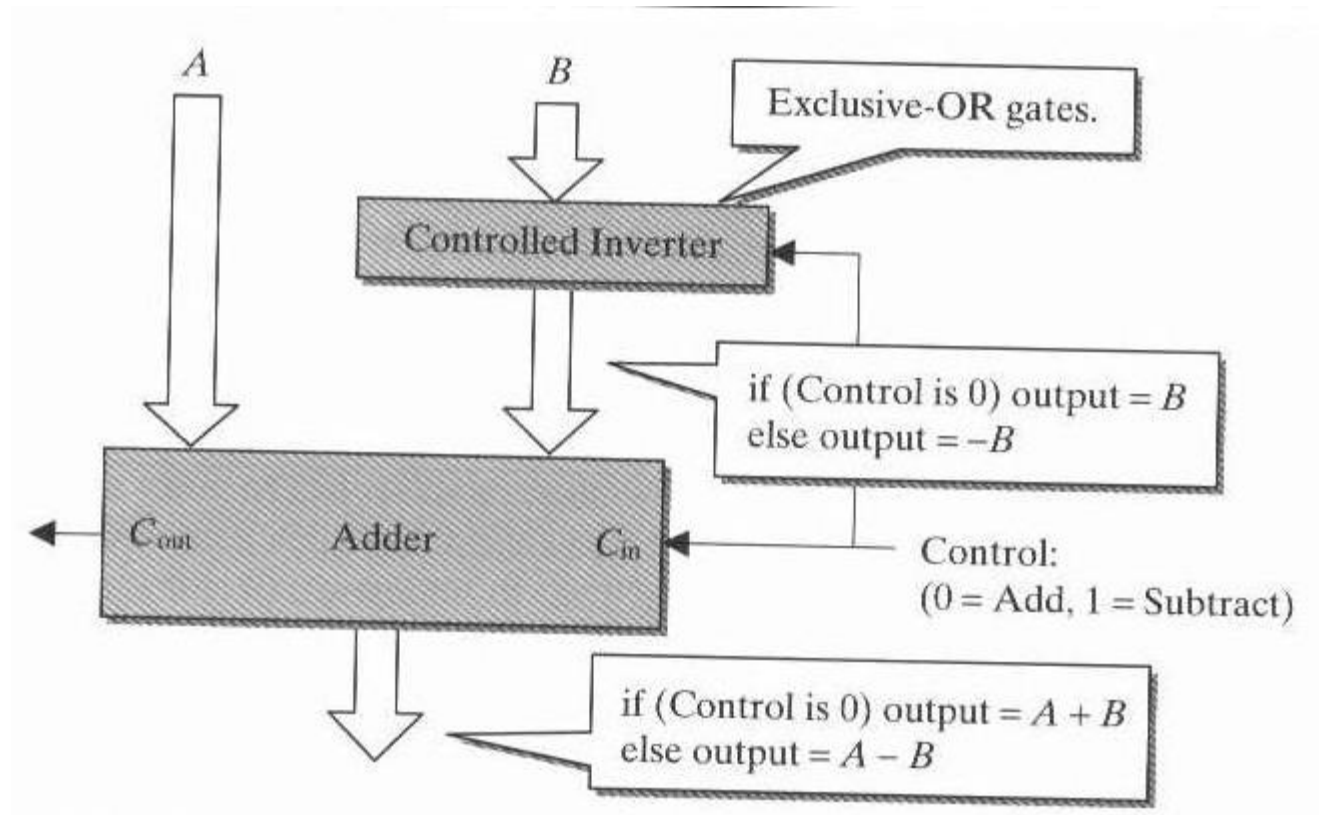 A
B
Exclusive-OR gates.
Controlled Inverter
if (Control is 0) output = B
else output = –B
Cout
Adder
Cin
Control:
(0 = Add, 1 = Subtract)
if (Control is 0) output = A + B
else output = A – B